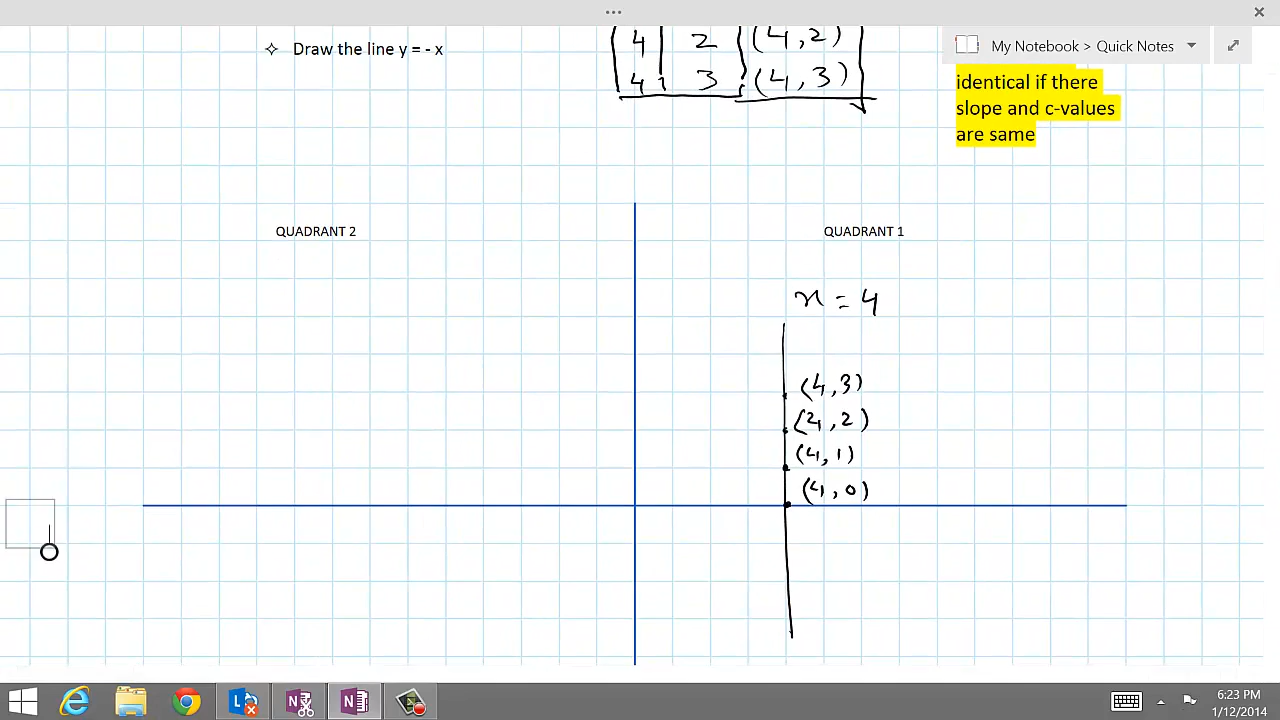 ✧ Draw the line y = - x
4 2 (4,2)
4 3 (4,3)
My Notebook > Quick Notes
identical if there
slope and c-values
are same
QUADRANT 2
QUADRANT 1
x = 4
(4,3)
(4,2)
(4,1)
(4,0)
6:23 PM
1/12/2014